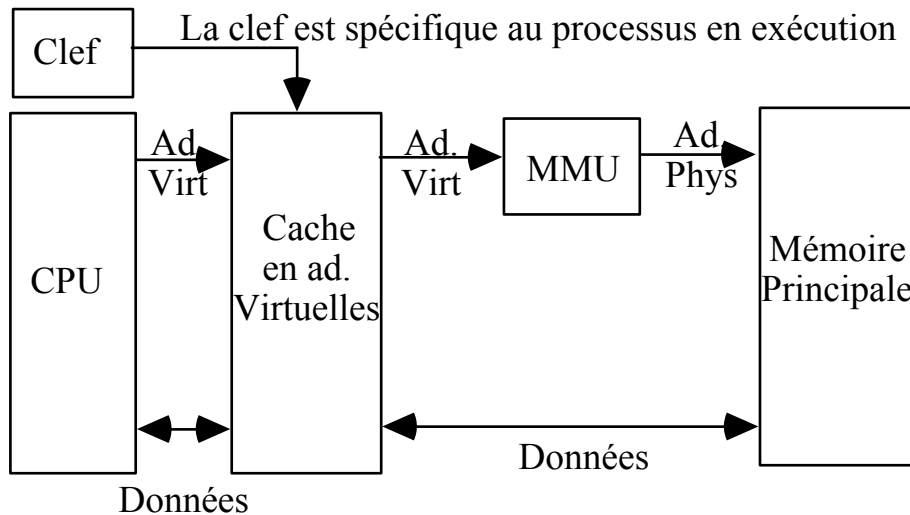 La clef est spécifique au processus en exécution
Clef
Ad.
Virt
Ad.
Virt
Ad.
Phys
MMU
CPU
Cache
en ad.
Virtuelles
Mémoire
Principale
Données
Données